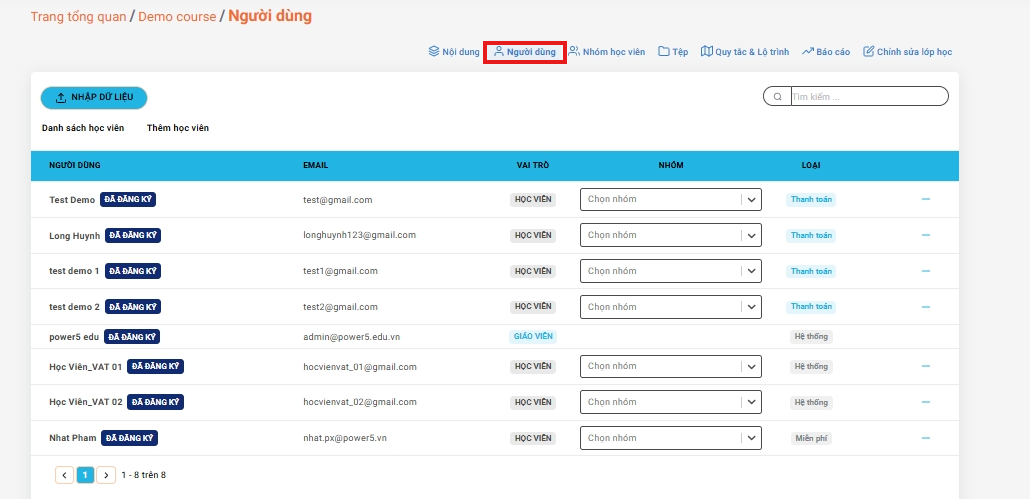 Trang tổng quan / Demo course / Người dùng
Nội dung Người dùng Nhóm học viên Tệp Quy tắc & Lộ trình Báo cáo Chỉnh sửa lớp học
NHẬP DỮ LIỆU Tìm kiếm ...
Danh sách học viên Thêm học viên
NGƯỜI DÙNG EMAIL VAI TRÒ NHÓM LOẠI
Test Demo ĐÃ ĐĂNG KÝ test@gmail.com HỌC VIÊN Chọn nhóm Thanh toán
Long Huynh ĐÃ ĐĂNG KÝ longhuynh123@gmail.com HỌC VIÊN Chọn nhóm Thanh toán
test demo 1 ĐÃ ĐĂNG KÝ test1@gmail.com HỌC VIÊN Chọn nhóm Thanh toán
test demo 2 ĐÃ ĐĂNG KÝ test2@gmail.com HỌC VIÊN Chọn nhóm Thanh toán
power5 edu ĐÃ ĐĂNG KÝ admin@power5.edu.vn GIÁO VIÊN Hệ thống
Học Viên_VAT 01 ĐÃ ĐĂNG KÝ hocvienvat_01@gmail.com HỌC VIÊN Chọn nhóm Hệ thống
Học Viên_VAT 02 ĐÃ ĐĂNG KÝ hocvienvat_02@gmail.com HỌC VIÊN Chọn nhóm Hệ thống
Nhat Pham ĐÃ ĐĂNG KÝ nhat.px@power5.vn HỌC VIÊN Chọn nhóm Miễn phí
1 1 - 8 trên 8